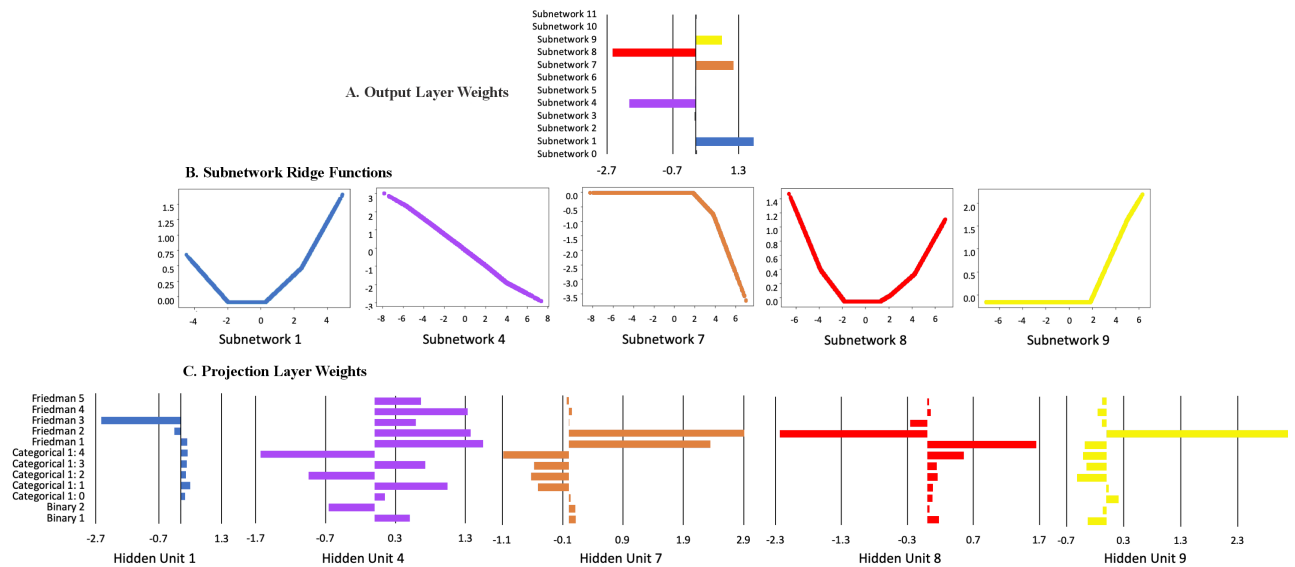 Subnetwork 11
Subnetwork 10
Subnetwork 9
Subnetwork 8
Subnetwork 7
Subnetwork 6
Subnetwork 5
Subnetwork 4
Subnetwork 3
Subnetwork 2
Subnetwork 1
Subnetwork 0
A. Output Layer Weights
-2.7 -0.7 1.3
B. Subnetwork Ridge Functions
1.5
1.25
1.0
0.75
0.5
0.25
0.00
-4 -2 0 2 4
Subnetwork 1
3
2
1
0
-1
-2
-3
-8 -6 -4 -2 0 2 4 6 8
Subnetwork 4
0.0
-0.5
-1.0
-1.5
-2.0
-2.5
-3.0
-3.5
-8 -6 -4 -2 0 2 4 6
Subnetwork 7
1.4
1.2
1.0
0.8
0.6
0.4
0.2
0.0
-6 -4 -2 0 2 4 6
Subnetwork 8
2.0
1.5
1.0
0.5
0.0
-6 -4 -2 0 2 4 6
Subnetwork 9
C. Projection Layer Weights
Friedman 5
Friedman 4
Friedman 3
Friedman 2
Friedman 1
Categorical 1: 4
Categorical 1: 3
Categorical 1: 2
Categorical 1: 1
Categorical 1: 0
Binary 2
Binary 1
-2.7 -0.7 1.3
Hidden Unit 1
-1.7 -0.7 0.3 1.3
Hidden Unit 4
-1.1 -0.1 0.9 1.9 2.9
Hidden Unit 7
-2.3 -1.3 -0.3 0.7 1.7
Hidden Unit 8
-0.7 0.3 1.3 2.3
Hidden Unit 9